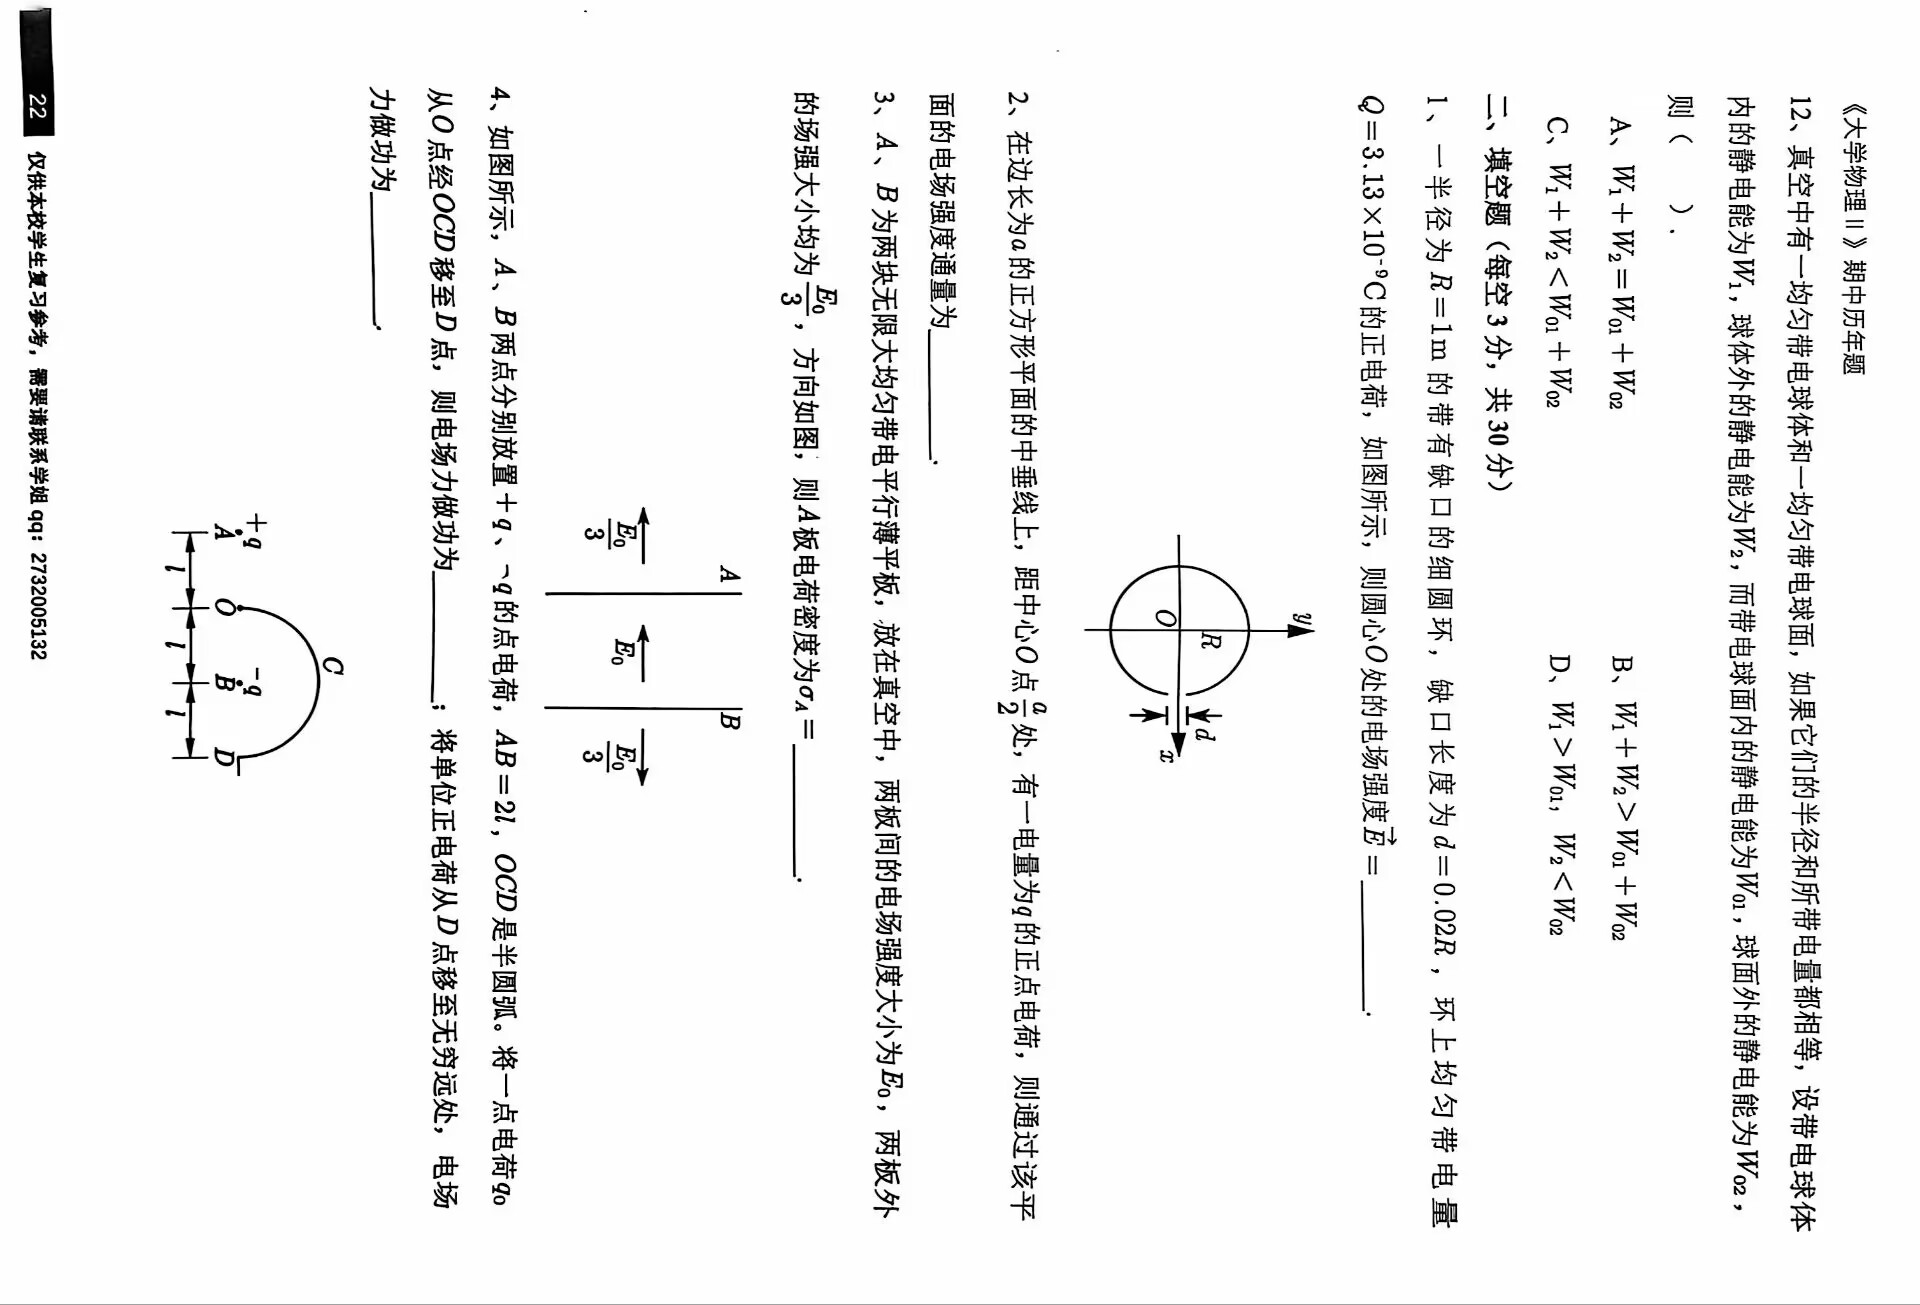 《大学物理 II》期中历年题
12、真空中有一均匀带电球体和一均匀带电球面，如果它们的半径和所带电量都相等，设带电球体
内的静电能为W₁，球体外的静电能为W₂，而带电球面内的静电能为W₀₁，球面外的静电能为W₀₂，
则（ ）.
A、W₁+W₂=W₀₁+W₀₂ B、W₁+W₂>W₀₁+W₀₂
C、W₁+W₂<W₀₁+W₀₂ D、W₁>W₀₁，W₂<W₀₂
二、填空题（每空 3 分，共 30 分）
1、一半径为R=1m 的带有缺口的细圆环，缺口长度为d=0.02R，环上均匀带电量
Q=3.13×10⁻⁹C的正电荷，如图所示，则圆心O处的电场强度E⃗=______.
y
R
d
O
x
2、在边长为a的正方形平面的中垂线上，距中心O点a/2处，有一电量为q的正点电荷，则通过该平
面的电场强度通量为______.
3、A、B为两块无限大均匀带电平行薄平板，放在真空中，两板间的电场强度大小为E₀，两板外
的场强大小均为E₀/3，方向如图，则A板电荷密度为σ_A=______.
A B
E₀/3 E₀ E₀/3
4、如图所示，A、B两点分别放置+q、-q的点电荷，AB=2l，OCD是半圆弧。将一点电荷q₀
从O点经OCD移至D点，则电场力做功为______；将单位正电荷从D点移至无穷远处，电场
力做功为______.
C
+q -q
A O B D
l l l
22 仅供本校学生复习参考，需要请联系学姐 qq：2732005132